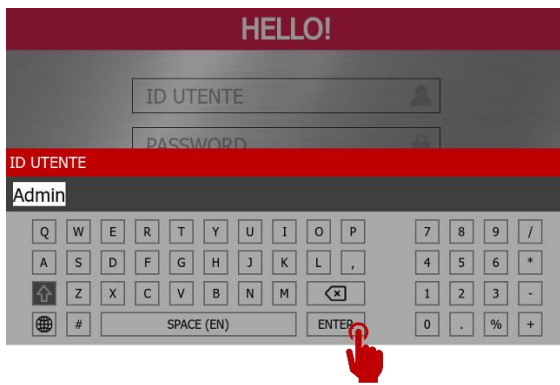 HELLO!
ID UTENTE
PASSWORD
ID UTENTE
Admin
Q W E R T Y U I O P 7 8 9 /
A S D F G H J K L , 4 5 6 *
Z X C V B N M 1 2 3 -
# SPACE (EN) ENTER 0 . % +